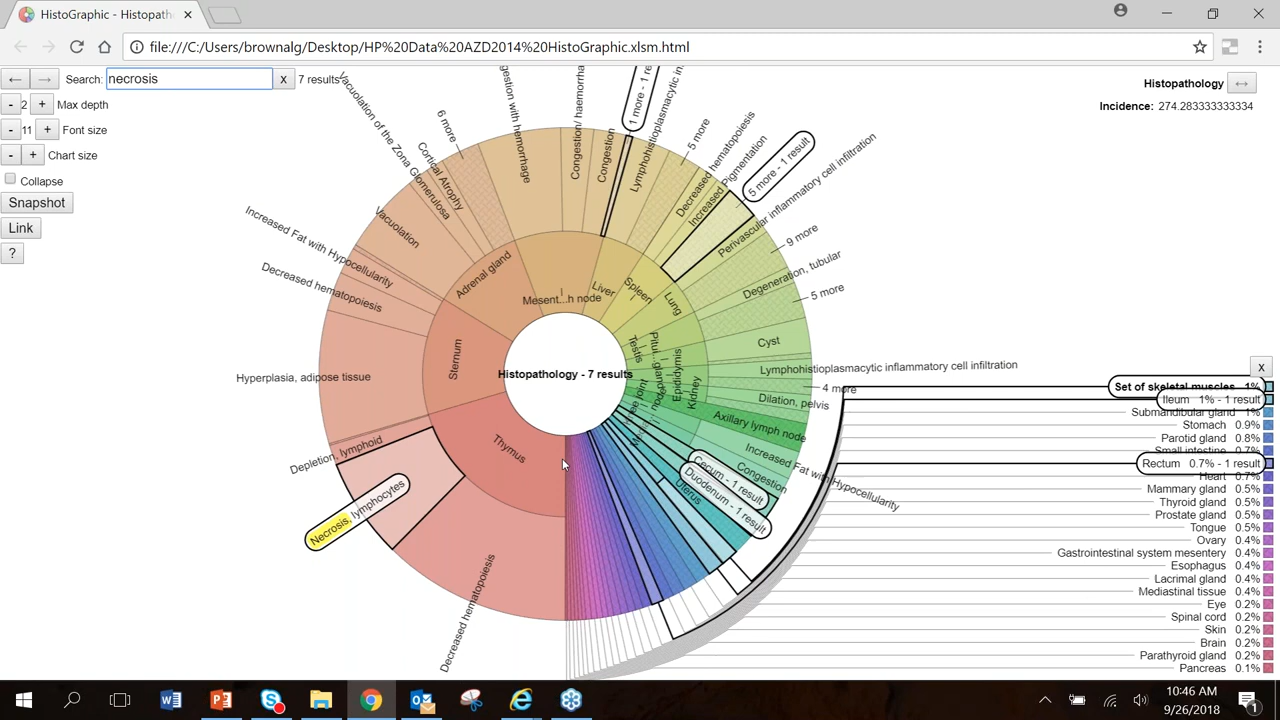 HistoGraphic - Histopath
file:///C:/Users/brownalg/Desktop/HP%20Data%20AZD2014%20HistoGraphic.xlsm.html
Search: necrosis x 7 results
- 2 + Max depth
- 11 + Font size
- + Chart size
Collapse
Snapshot
Link
?
Histopathology
Incidence: 274.283333333334
Vacuolation of the Zona Glomerulosa
Cortical Atrophy
6 more
gestion with hemorrhage
Congestion/ haemorrha
Congestion
1 more - 1 re
Lymphohistioplasmacytic in
5 more
Decreased hematopoiesis
Increased Pigmentation
5 more - 1 result
Perivascular inflammatory cell infiltration
9 more
Degeneration, tubular
5 more
Cyst
Lymphohistioplasmacytic inflammatory cell infiltration
4 more
Dilation, pelvis
Axillary lymph node
Increased Fat with Hypocellularity
Congestion
Cecum - 1 result
Duodenum - 1 result
Uterus
Vacuolation
Increased Fat with Hypocellularity
Decreased hematopoiesis
Hyperplasia, adipose tissue
Depletion, lymphoid
Necrosis, lymphocytes
Decreased hematopoiesis
Adrenal gland
Mesent...h node
Liver
Spleen
Lung
Testis
Pitui...gland
Epididymis
Kidney
Sternum
Thymus
Histopathology - 7 results
x
Set of skeletal muscles 1%
Ileum 1% - 1 result
Submandibular gland 1%
Stomach 0.9%
Parotid gland 0.8%
Small intestine 0.7%
Rectum 0.7% - 1 result
Heart 0.7%
Mammary gland 0.5%
Thyroid gland 0.5%
Prostate gland 0.5%
Tongue 0.5%
Ovary 0.4%
Gastrointestinal system mesentery 0.4%
Esophagus 0.4%
Lacrimal gland 0.4%
Mediastinal tissue 0.4%
Eye 0.2%
Spinal cord 0.2%
Skin 0.2%
Brain 0.2%
Parathyroid gland 0.2%
Pancreas 0.1%
10:46 AM
9/26/2018
1